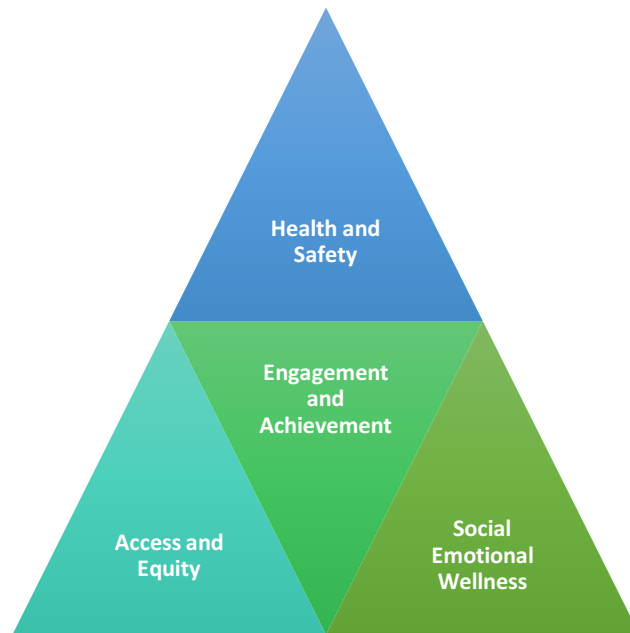 Health and
Safety
Engagement
and
Achievement
Access and
Equity
Social
Emotional
Wellness